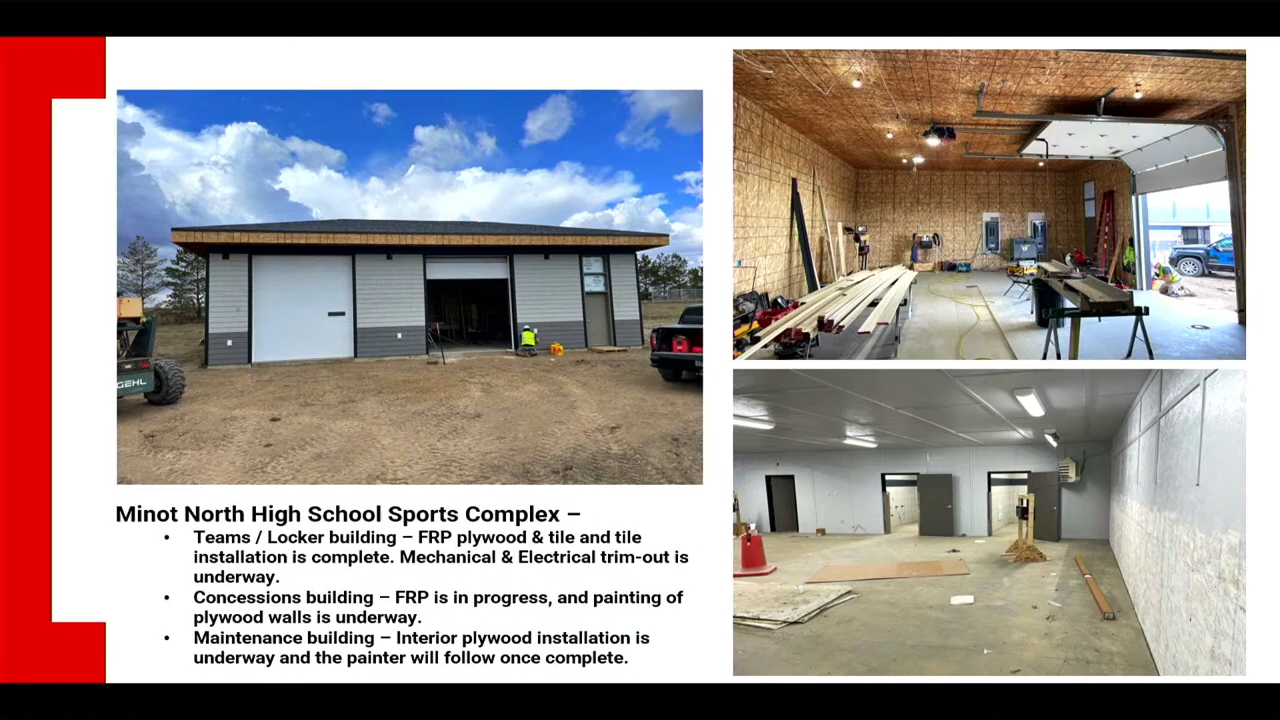 GEHL
Minot North High School Sports Complex –
• Teams / Locker building – FRP plywood & tile and tile
installation is complete. Mechanical & Electrical trim-out is
underway.
• Concessions building – FRP is in progress, and painting of
plywood walls is underway.
• Maintenance building – Interior plywood installation is
underway and the painter will follow once complete.